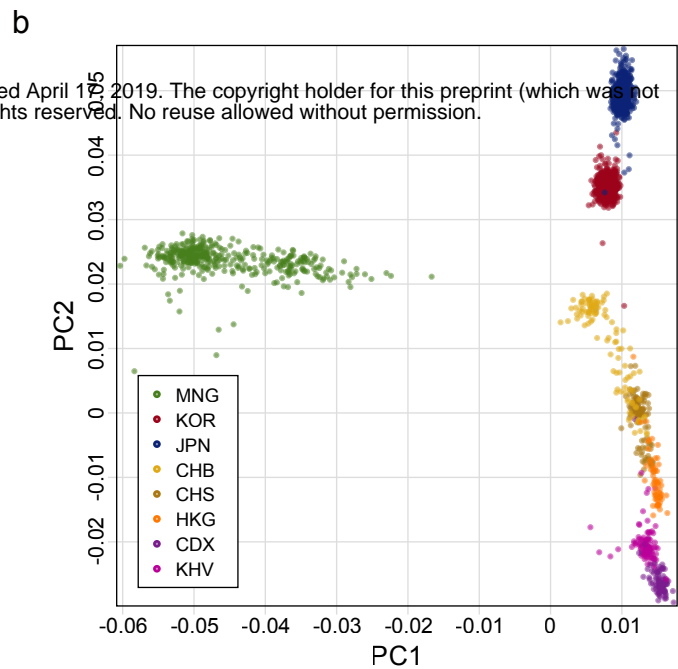 b
ed April 17, 2019. The copyright holder for this preprint (which was not
hts reserved. No reuse allowed without permission.
0.05
0.04
0.03
0.02
0.01
0
-0.01
-0.02
PC2
MNG
KOR
JPN
CHB
CHS
HKG
CDX
KHV
-0.06 -0.05 -0.04 -0.03 -0.02 -0.01 0 0.01
PC1